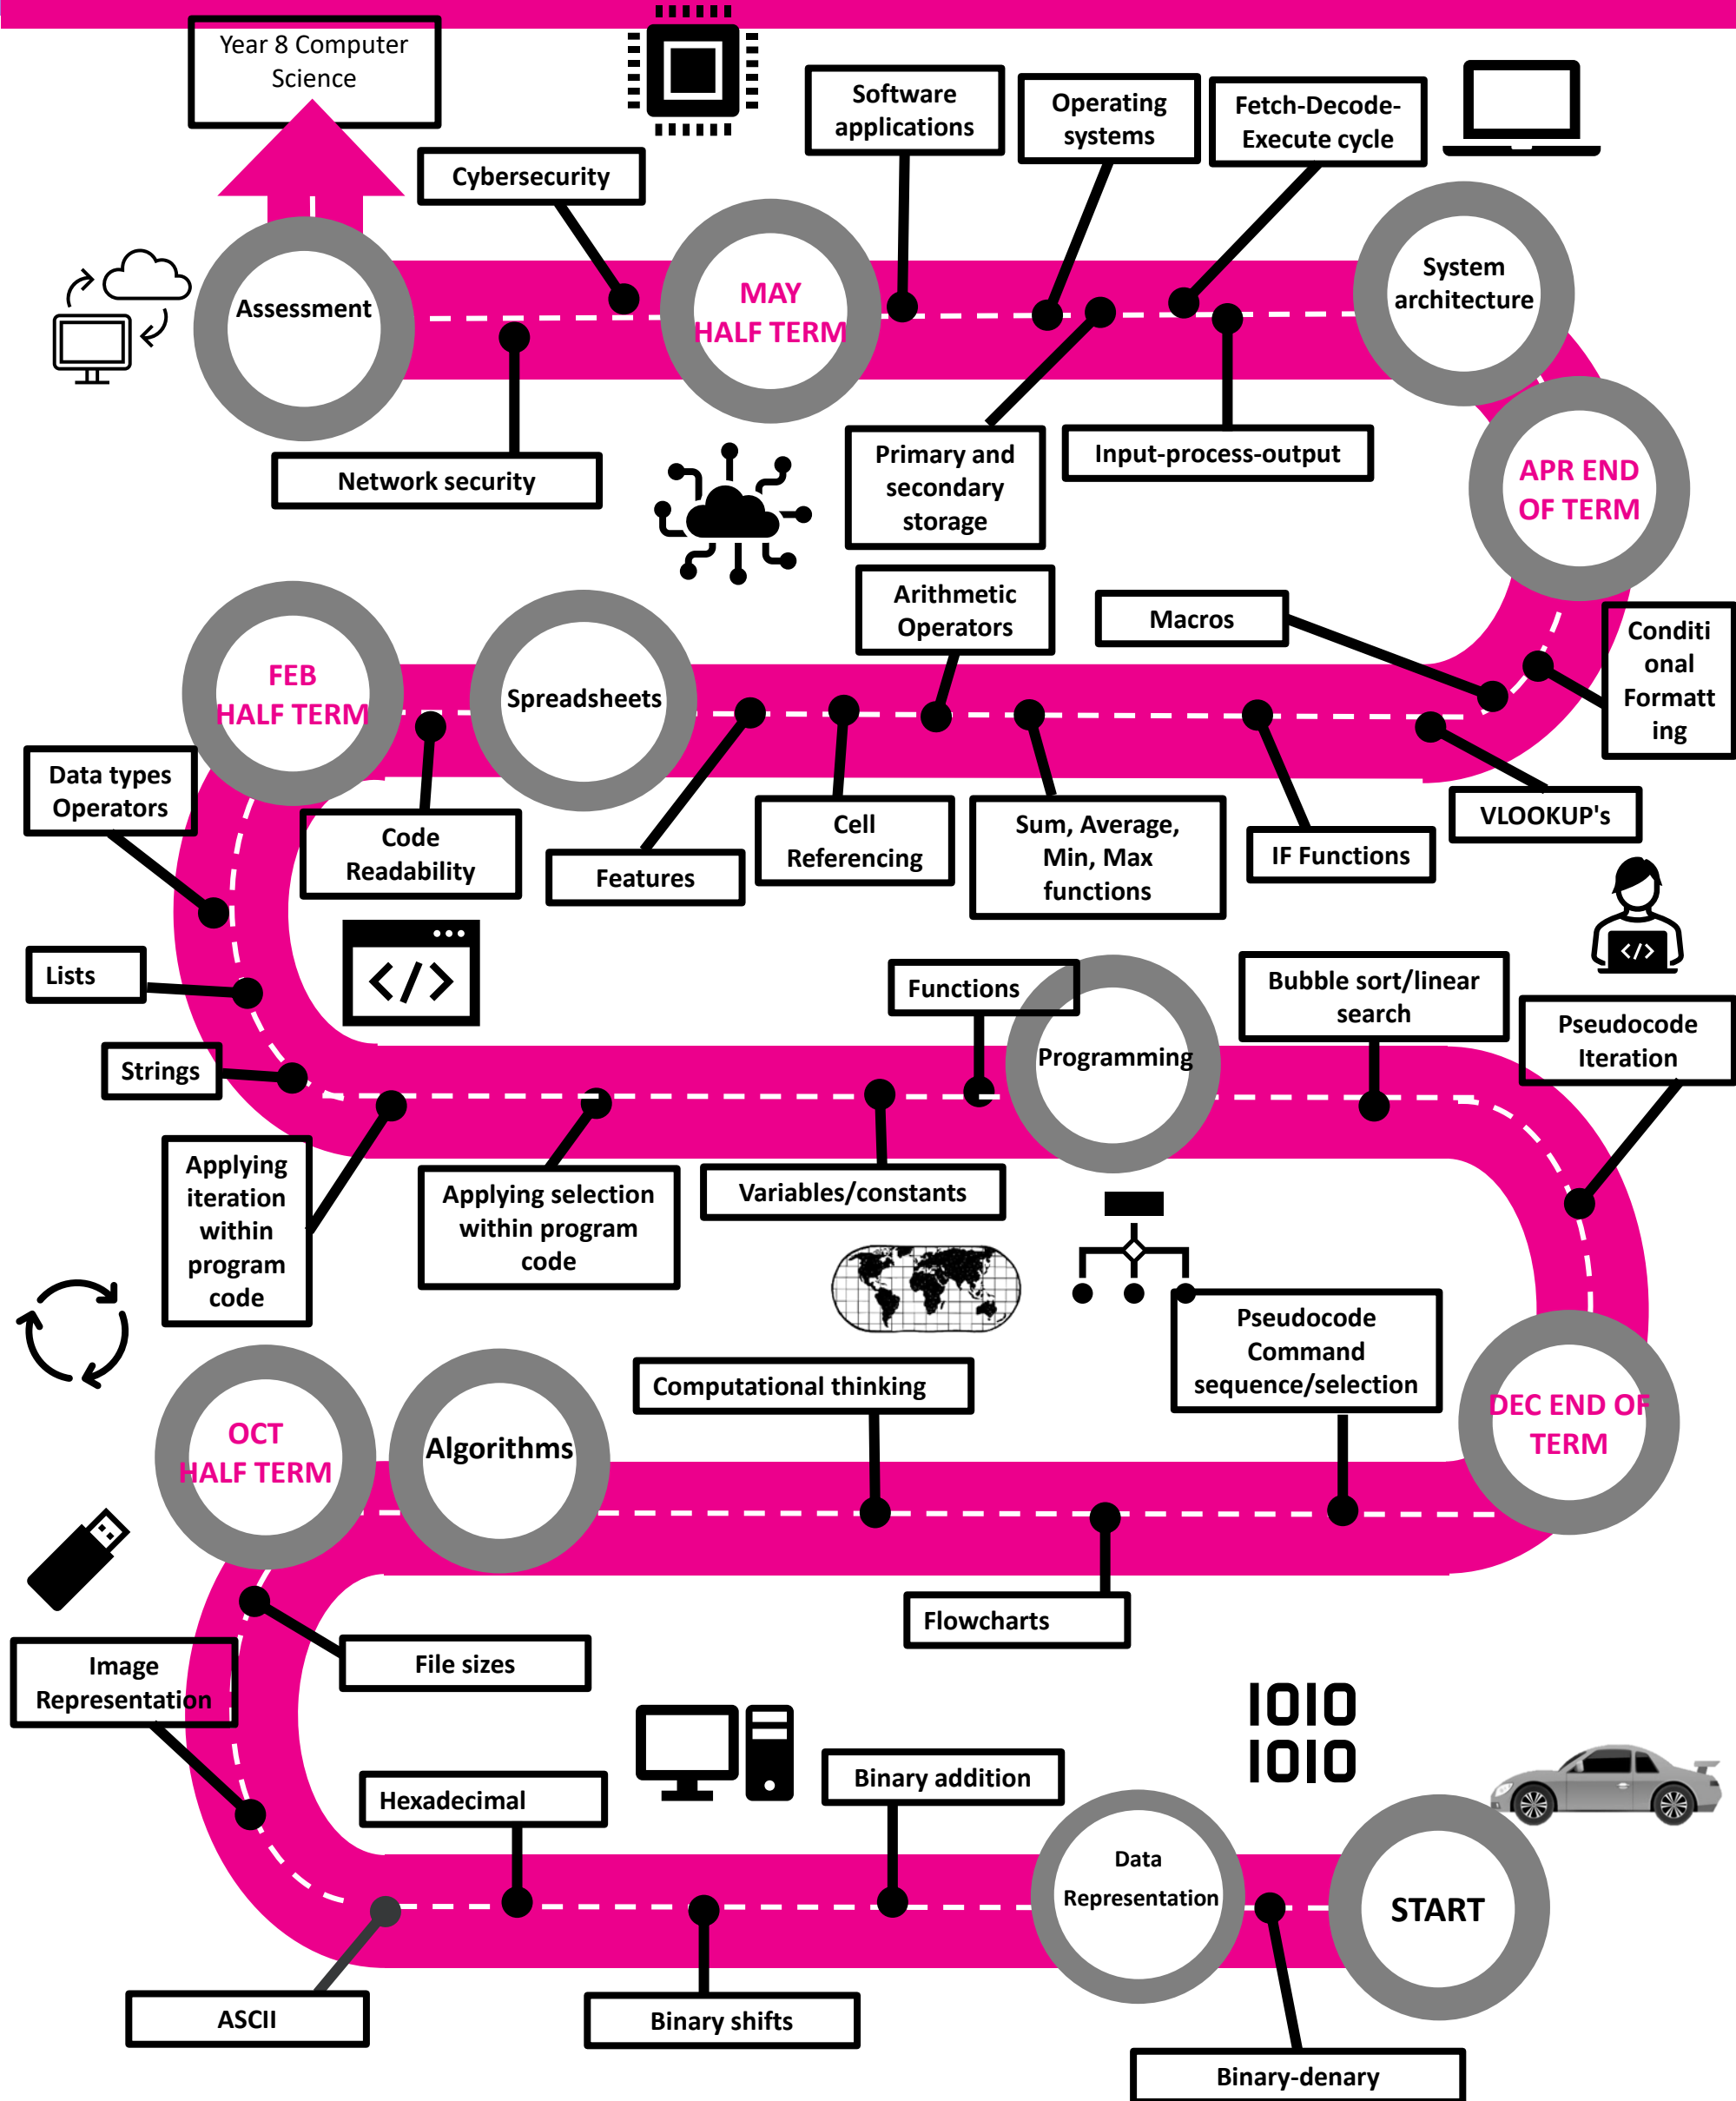 Year 8 Computer
Science
Software
applications
Operating
systems
Fetch-Decode-
Execute cycle
Cybersecurity
Assessment
MAY
HALF TERM
System
architecture
Network security
Primary and
secondary
storage
Input-process-output
APR END
OF TERM
Arithmetic
Operators
Macros
Conditi
onal
Formatt
ing
FEB
HALF TERM
Spreadsheets
Data types
Operators
Code
Readability
Features
Cell
Referencing
Sum, Average,
Min, Max
functions
IF Functions
VLOOKUP's
</>
</>
Lists
Functions
Bubble sort/linear
search
Pseudocode
Iteration
Strings
Programming
Applying
iteration
within
program
code
Applying selection
within program
code
Variables/constants
Pseudocode
Command
sequence/selection
Computational thinking
OCT
HALF TERM
Algorithms
DEC END OF
TERM
Flowcharts
File sizes
Image
Representation
1010
1010
Hexadecimal
Binary addition
Data
Representation
START
ASCII
Binary shifts
Binary-denary